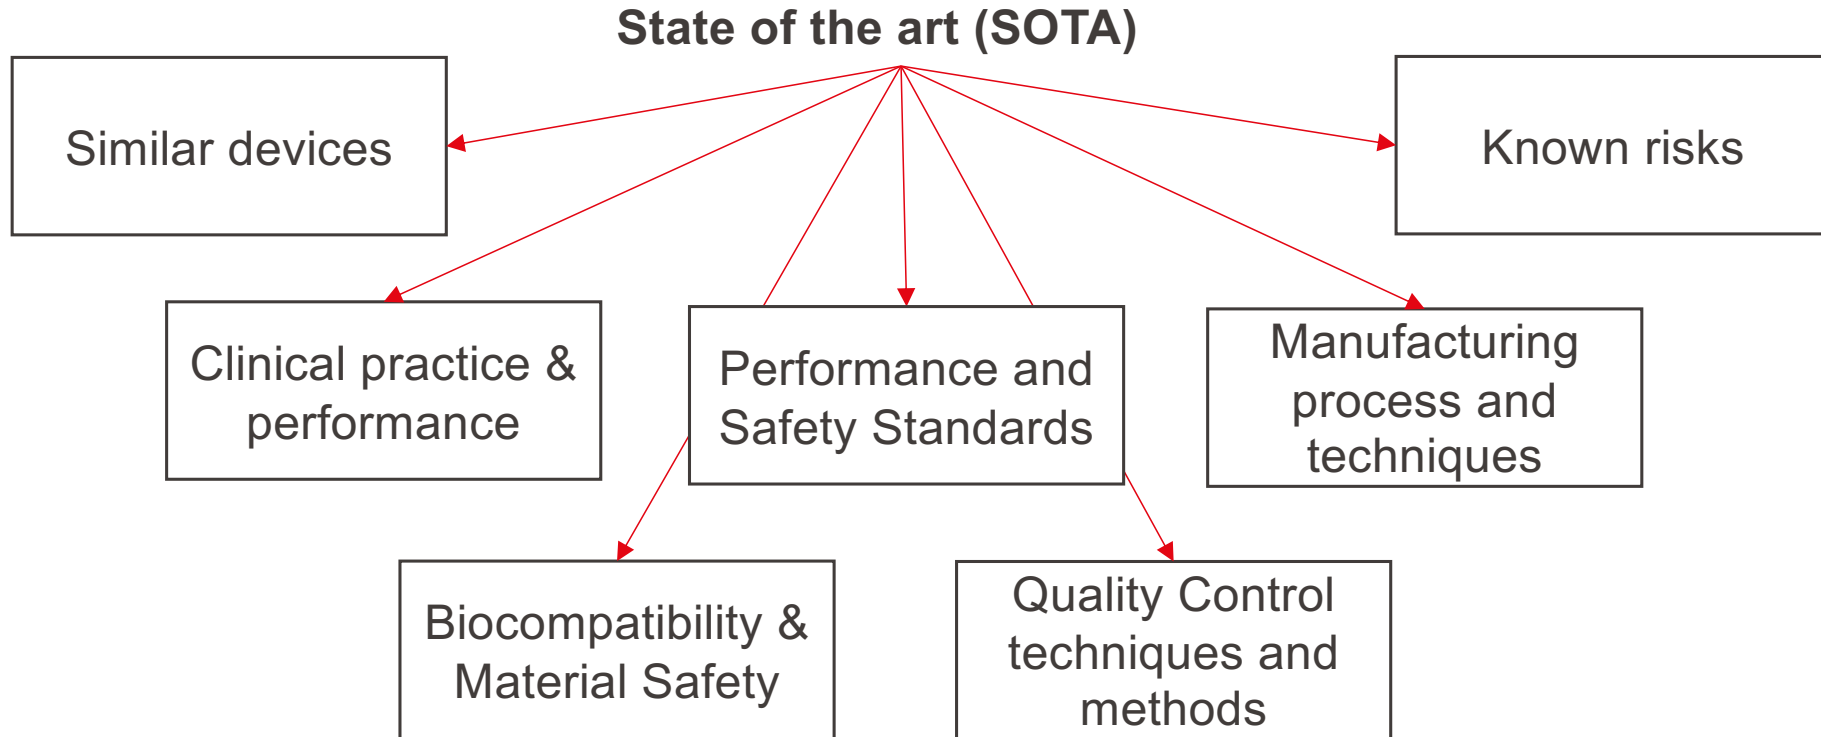 State of the art (SOTA)
Similar devices
Known risks
Clinical practice &
performance
Performance and
Safety Standards
Manufacturing
process and
techniques
Biocompatibility &
Material Safety
Quality Control
techniques and
methods